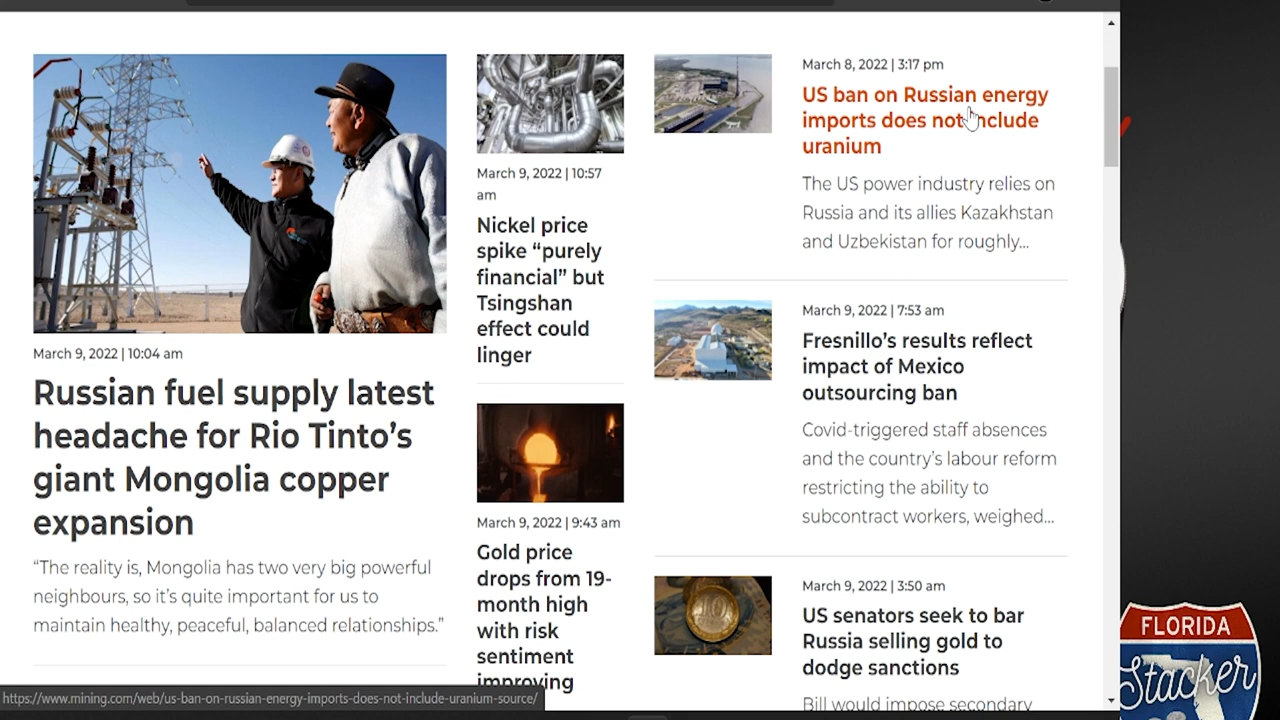 March 9, 2022 | 10:04 am
Russian fuel supply latest
headache for Rio Tinto’s
giant Mongolia copper
expansion
“The reality is, Mongolia has two very big powerful
neighbours, so it’s quite important for us to
maintain healthy, peaceful, balanced relationships.”
March 9, 2022 | 10:57
am
Nickel price
spike “purely
financial” but
Tsingshan
effect could
linger
March 9, 2022 | 9:43 am
Gold price
drops from 19-
month high
with risk
sentiment
improving
March 8, 2022 | 3:17 pm
US ban on Russian energy
imports does not include
uranium
The US power industry relies on
Russia and its allies Kazakhstan
and Uzbekistan for roughly...
March 9, 2022 | 7:53 am
Fresnillo’s results reflect
impact of Mexico
outsourcing ban
Covid-triggered staff absences
and the country’s labour reform
restricting the ability to
subcontract workers, weighed...
March 9, 2022 | 3:50 am
US senators seek to bar
Russia selling gold to
dodge sanctions
Bill would impose secondary
https://www.mining.com/web/us-ban-on-russian-energy-imports-does-not-include-uranium-source/
FLORIDA
Stacker